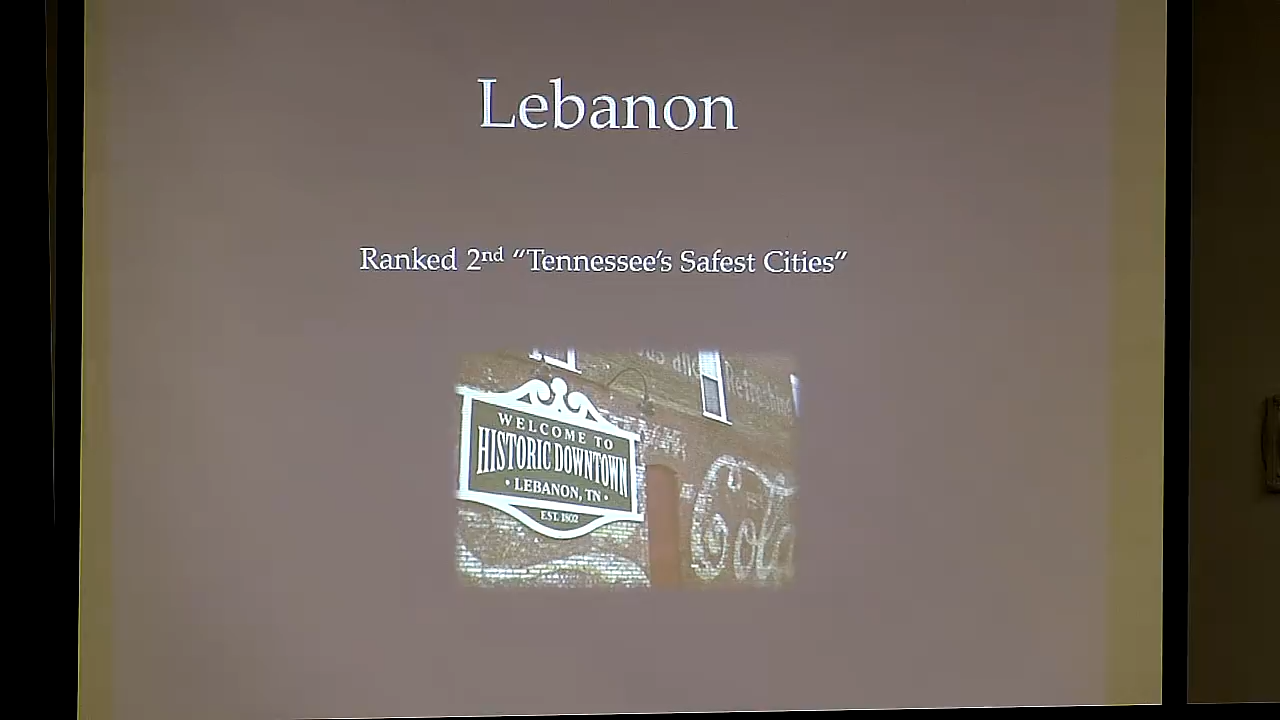 Lebanon
Ranked 2nd “Tennessee’s Safest Cities”
WELCOME TO
HISTORIC DOWNTOWN
• LEBANON, TN •
EST. 1802